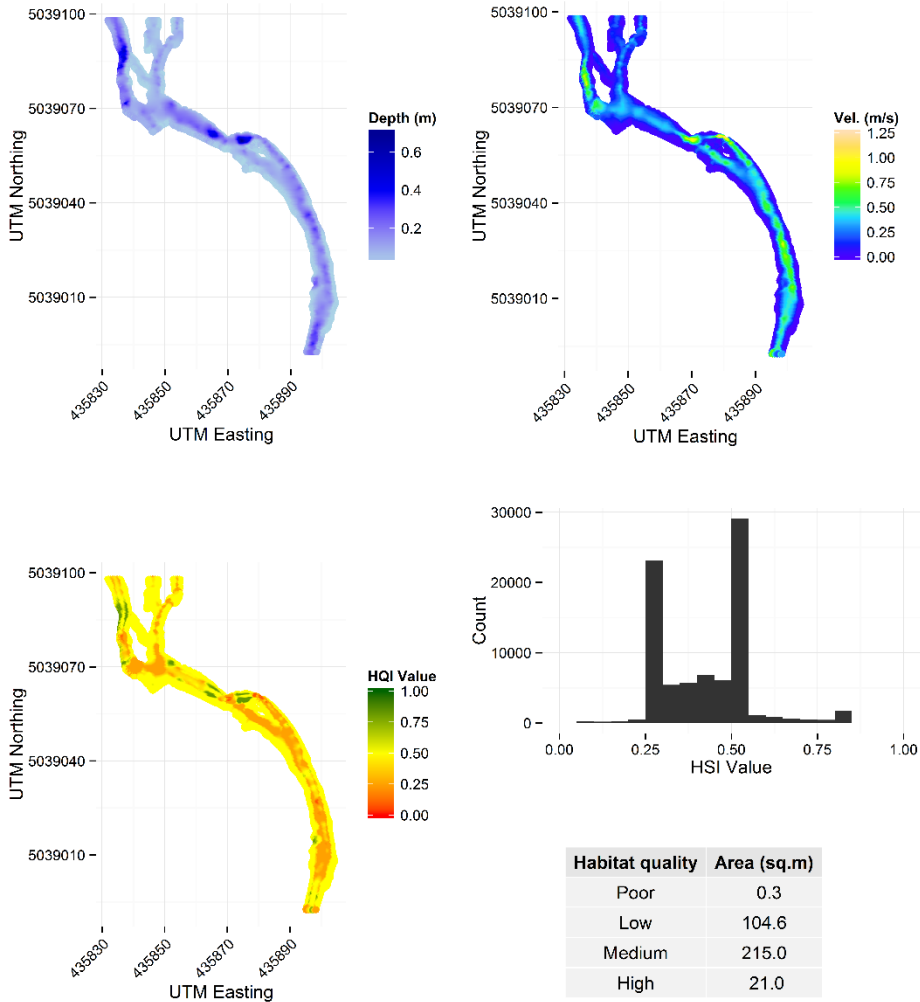 5039100
5039070
5039040
5039010
UTM Northing
435830
435850
435870
435890
UTM Easting
Depth (m)
0.6
0.4
0.2
5039100
5039070
5039040
5039010
UTM Northing
435830
435850
435870
435890
UTM Easting
Vel. (m/s)
1.25
1.00
0.75
0.50
0.25
0.00
5039100
5039070
5039040
5039010
UTM Northing
435830
435850
435870
435890
UTM Easting
HQI Value
1.00
0.75
0.50
0.25
0.00
30000
20000
10000
0
Count
0.00 0.25 0.50 0.75 1.00
HSI Value
Habitat quality Area (sq.m)
Poor 0.3
Low 104.6
Medium 215.0
High 21.0